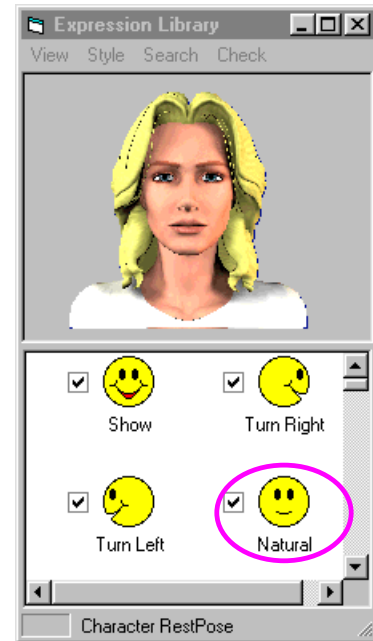 Expression Library
View Style Search Check
Show Turn Right
Turn Left Natural
Character RestPose